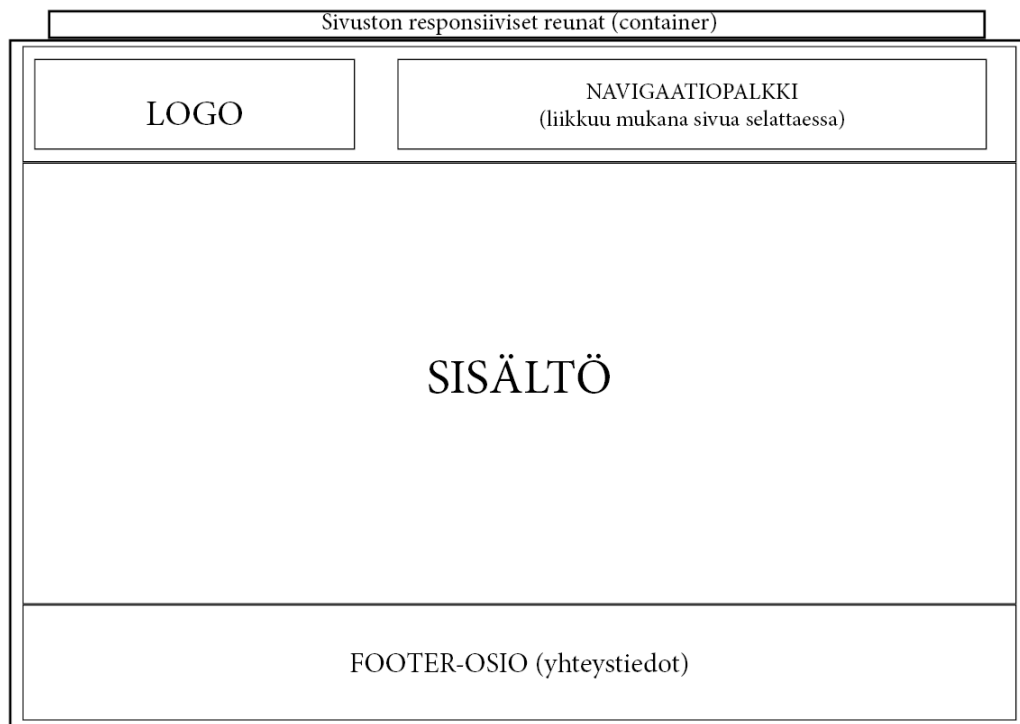 Sivuston responsiiviset reunat (container)
LOGO
NAVIGAATIOPALKKI
(liikkuu mukana sivua selattaessa)
SISÄLTÖ
FOOTER-OSIO (yhteystiedot)